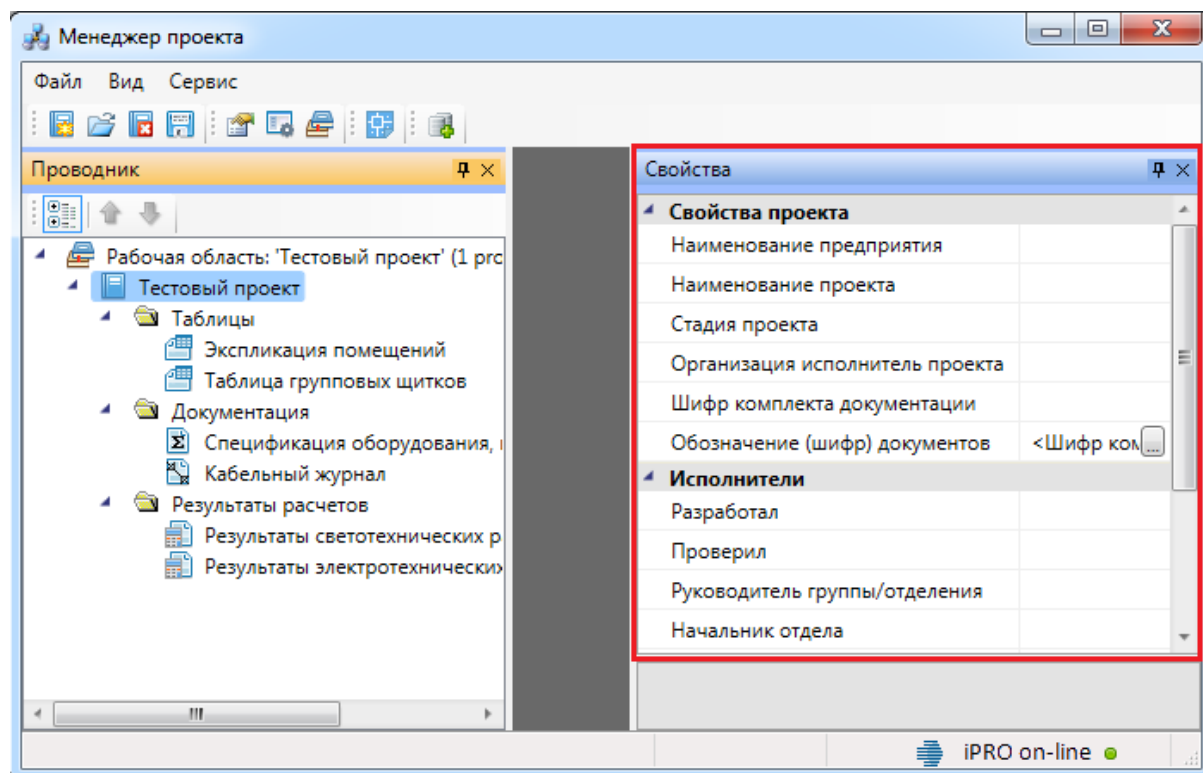 Менеджер проекта
Файл Вид Сервис
Проводник
Рабочая область: 'Тестовый проект' (1 prc
Тестовый проект
Таблицы
Экспликация помещений
Таблица групповых щитков
Документация
Спецификация оборудования,
Кабельный журнал
Результаты расчетов
Результаты светотехнических р
Результаты электротехнических
Свойства
Свойства проекта
Наименование предприятия
Наименование проекта
Стадия проекта
Организация исполнитель проекта
Шифр комплекта документации
Обозначение (шифр) документов <Шифр ком ...
Исполнители
Разработал
Проверил
Руководитель группы/отделения
Начальник отдела
iPRO on-line